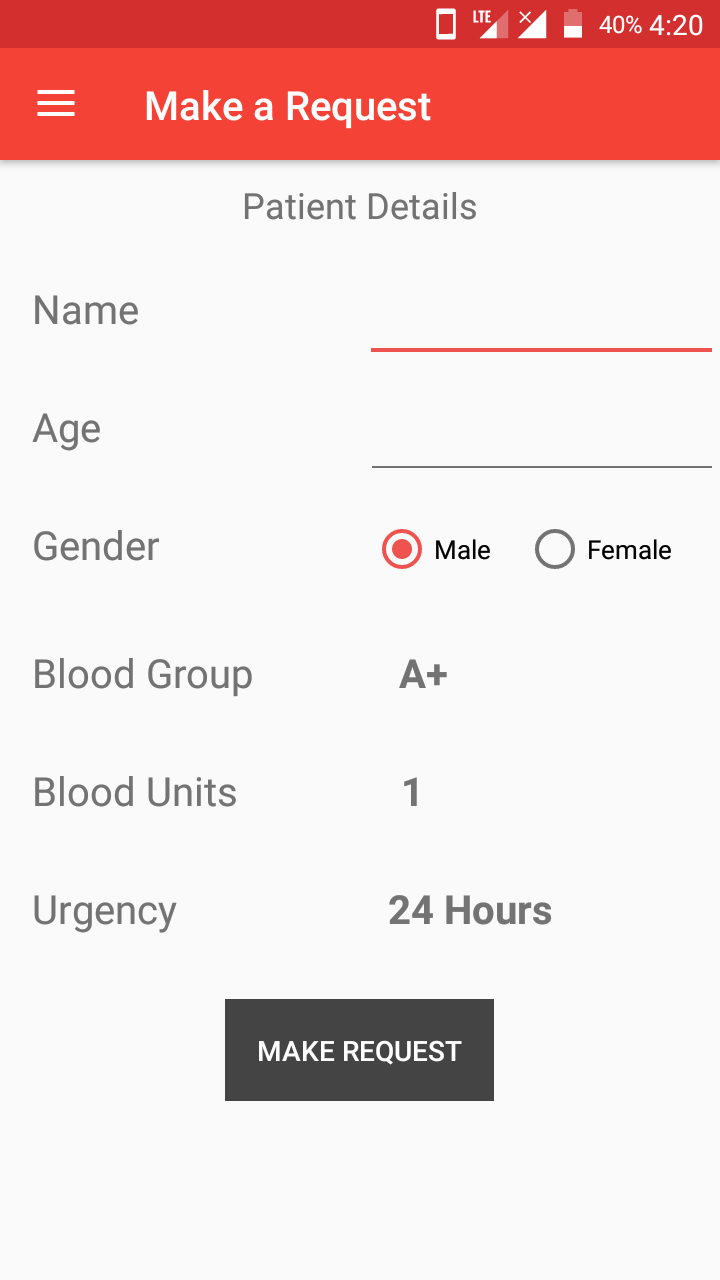 LTE 40% 4:20
Make a Request
Patient Details
Name
Age
Gender Male Female
Blood Group A+
Blood Units 1
Urgency 24 Hours
MAKE REQUEST